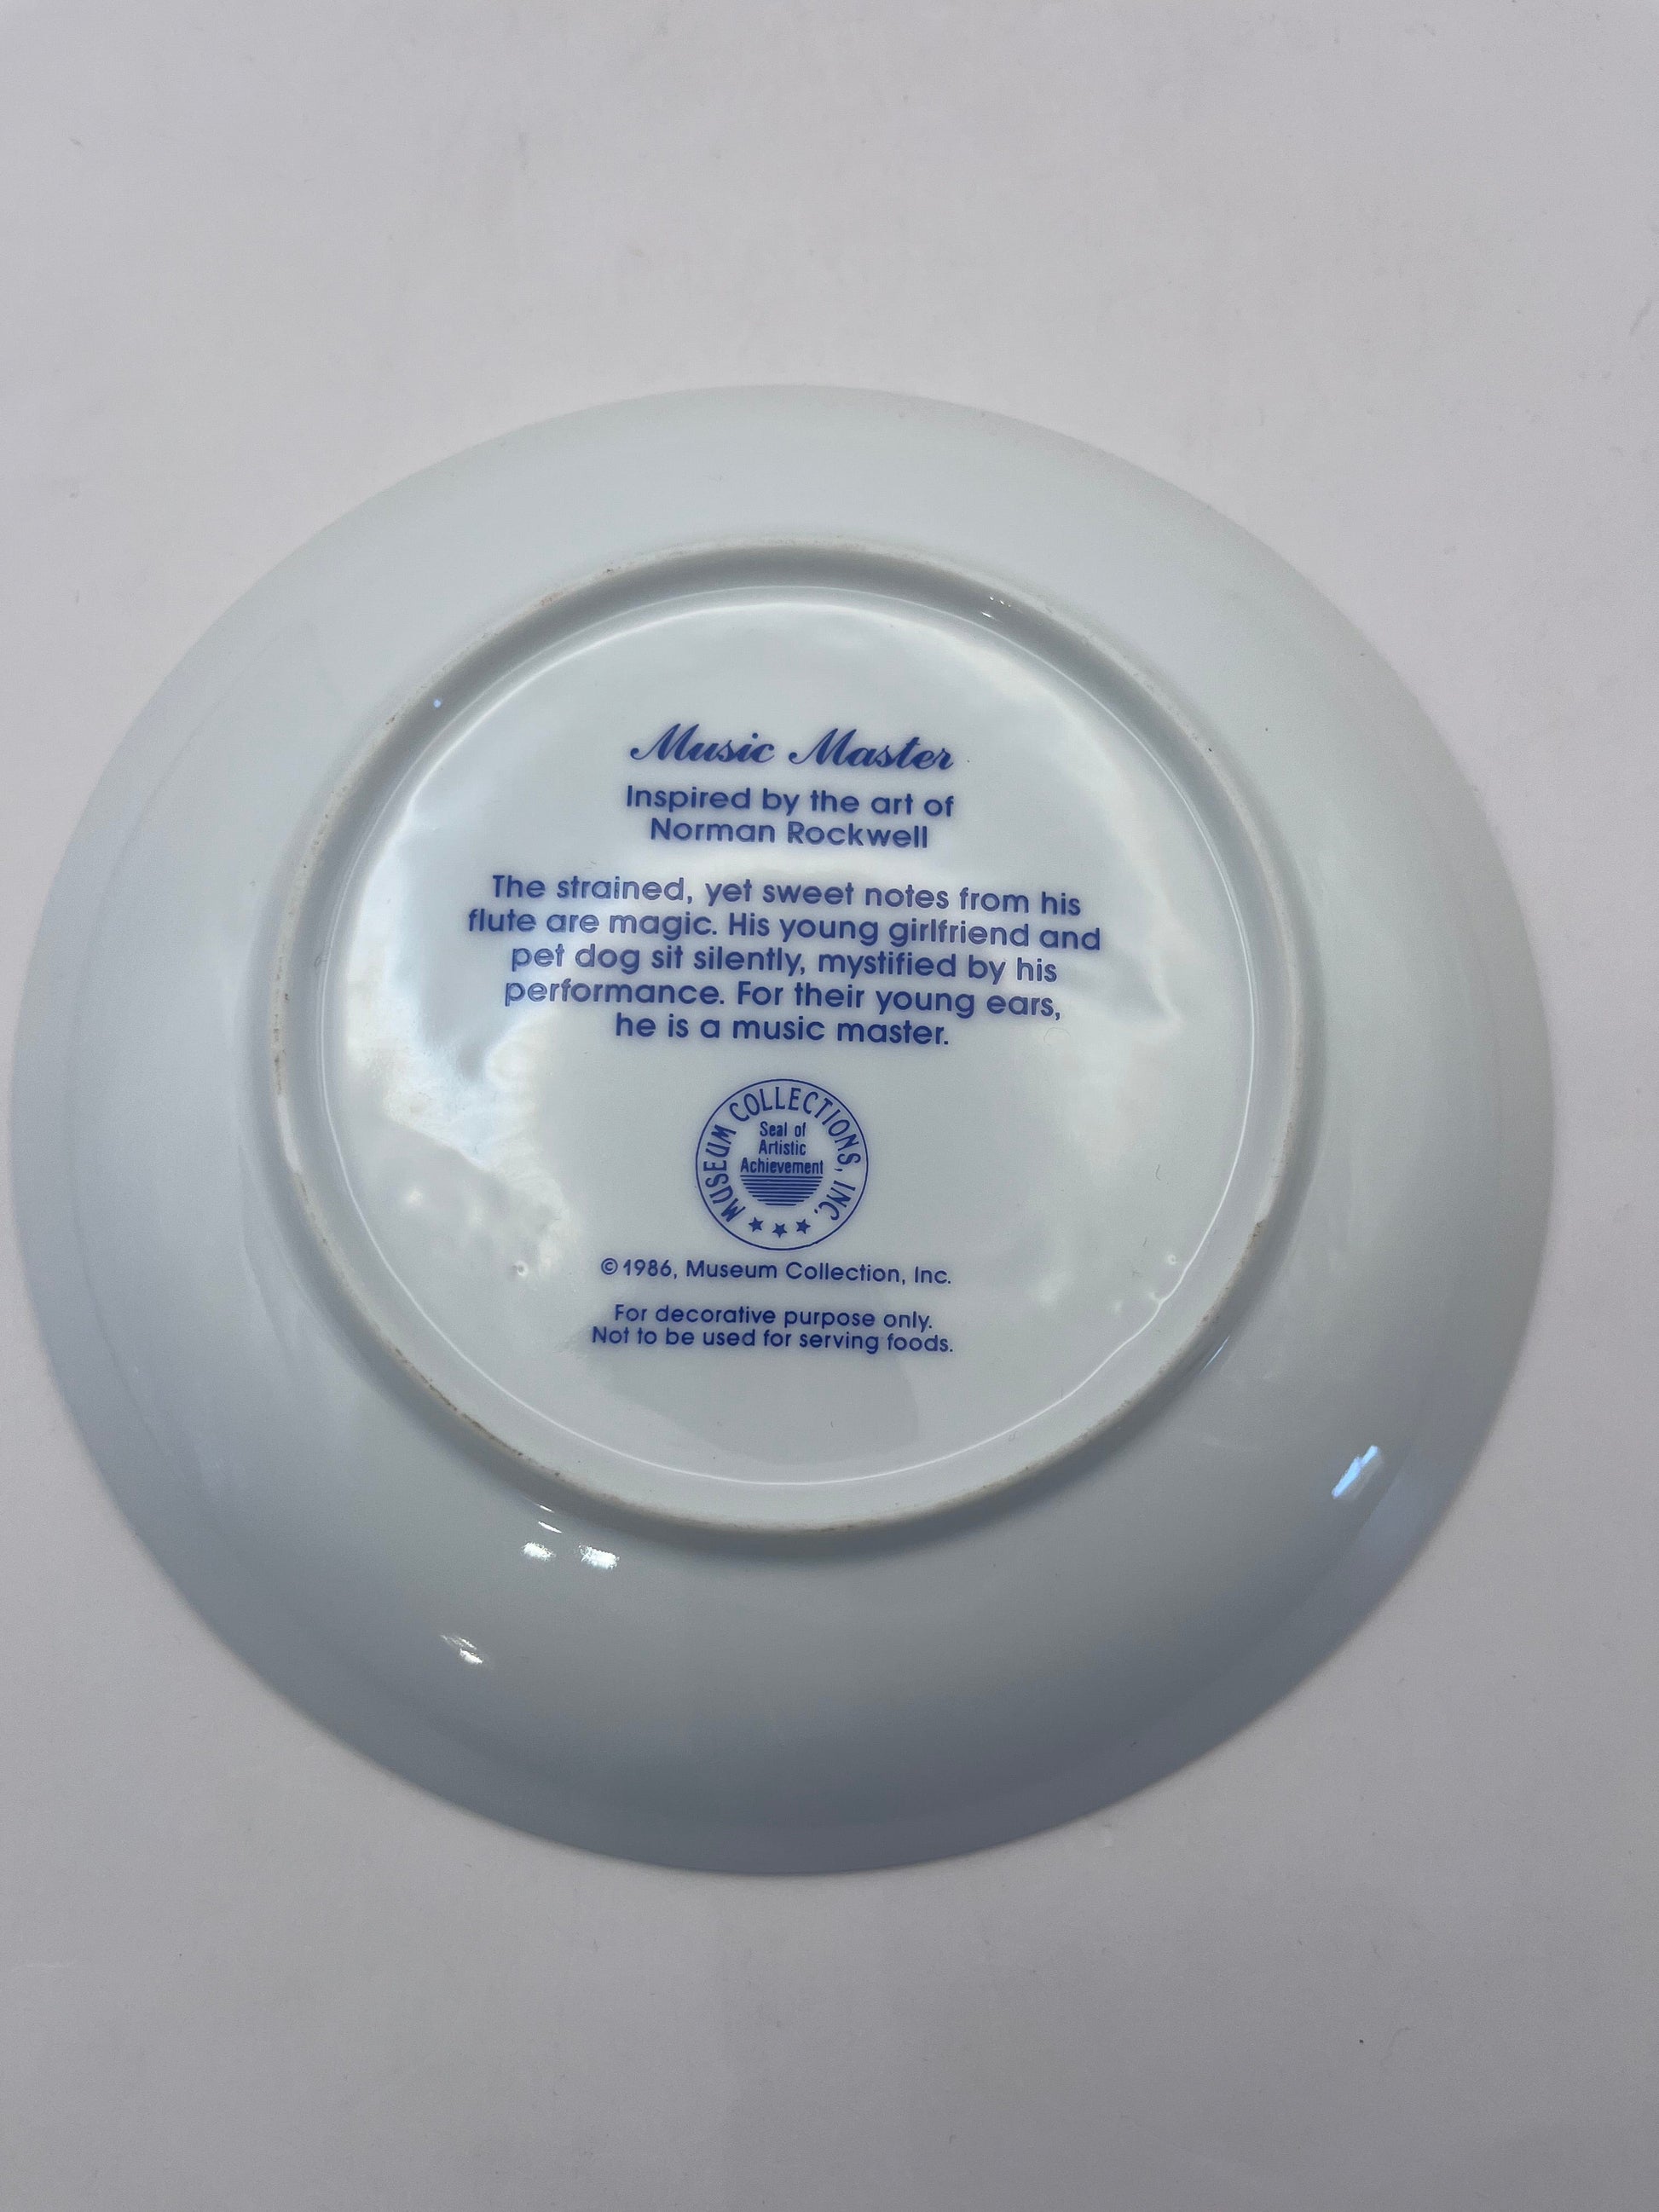 Music Master
Inspired by the art of
Norman Rockwell
The strained, yet sweet notes from his
flute are magic. His young girlfriend and
pet dog sit silently, mystified by his
performance. For their young ears,
he is a music master.
MUSEUM COLLECTIONS, INC.
Seal of
Artistic
Achievement
©1986, Museum Collection, Inc.
For decorative purpose only.
Not to be used for serving foods.